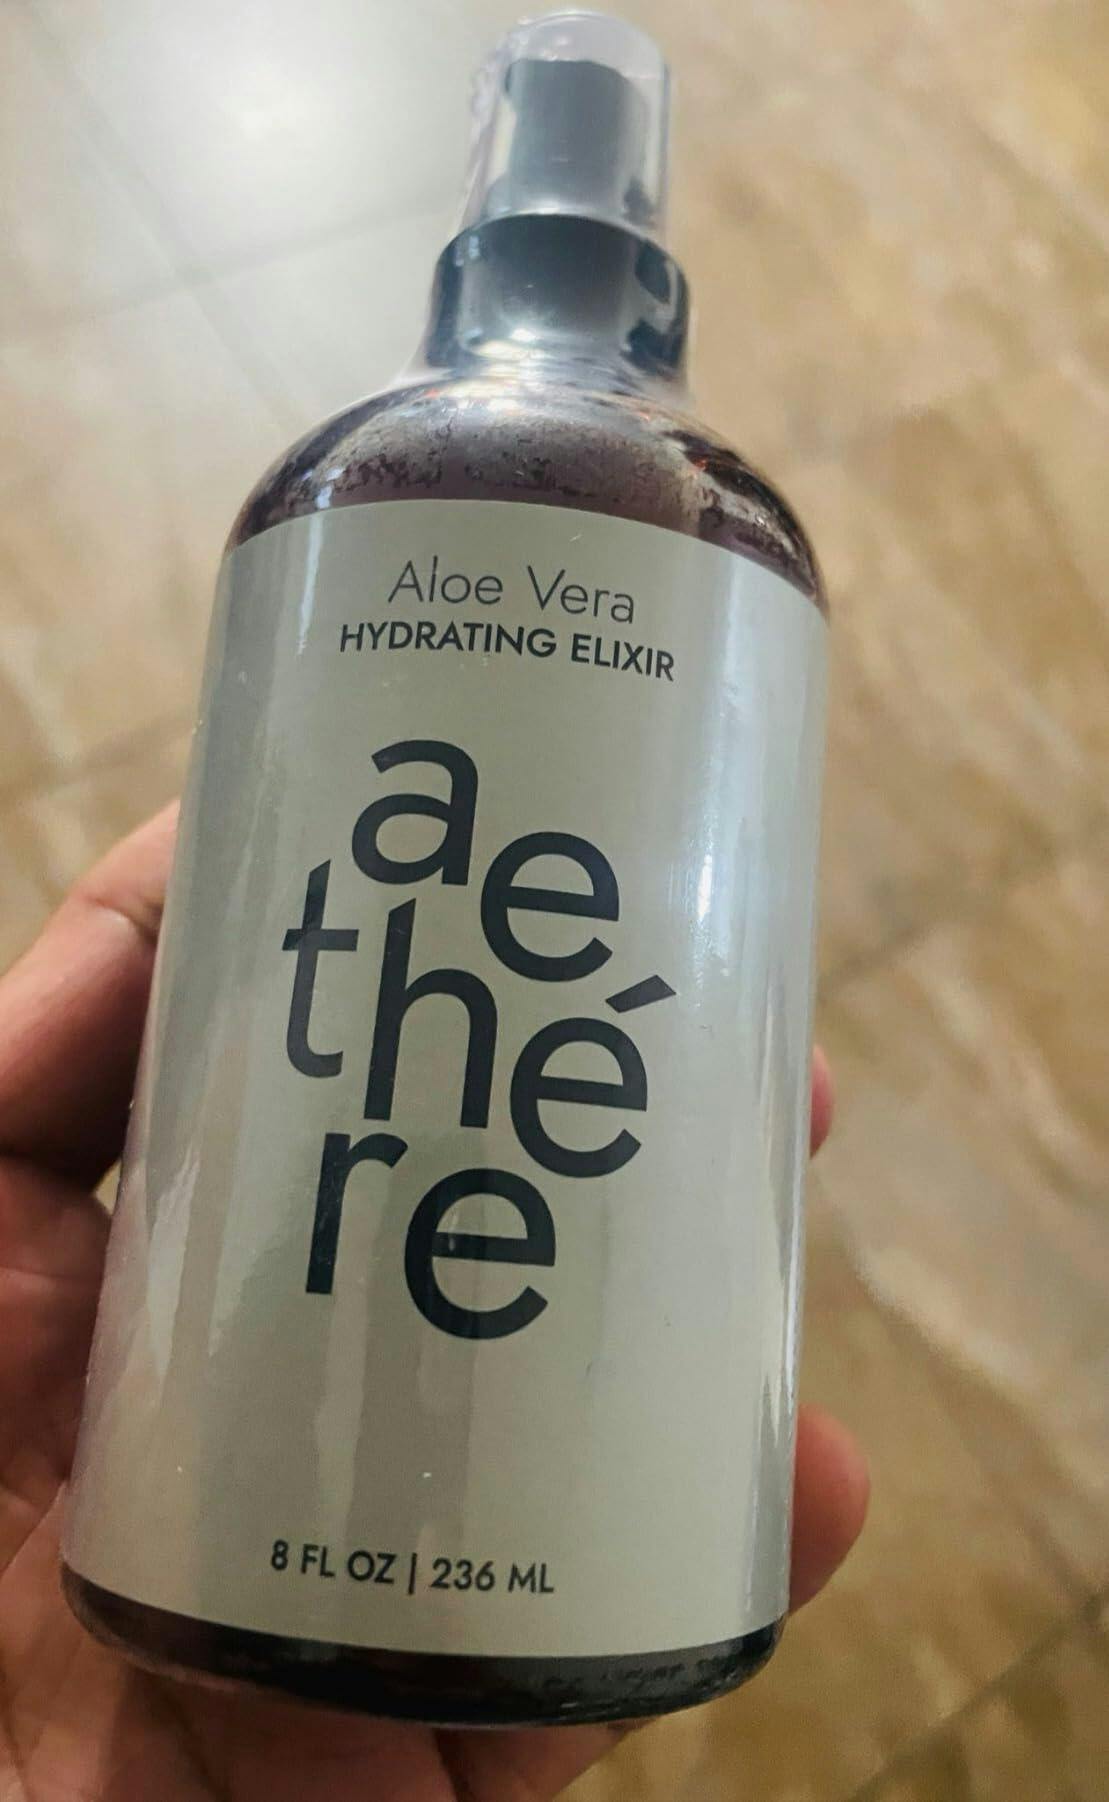 Aloe Vera
HYDRATING ELIXIR
ae
thé
re
8 FL OZ | 236 ML